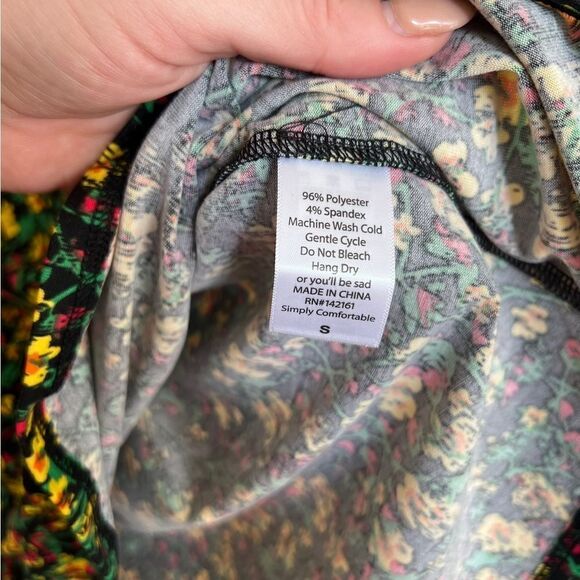 96% Polyester
4% Spandex
Machine Wash Cold
Gentle Cycle
Do Not Bleach
Hang Dry
or you'll be sad
MADE IN CHINA
RN#142161
Simply Comfortable
S